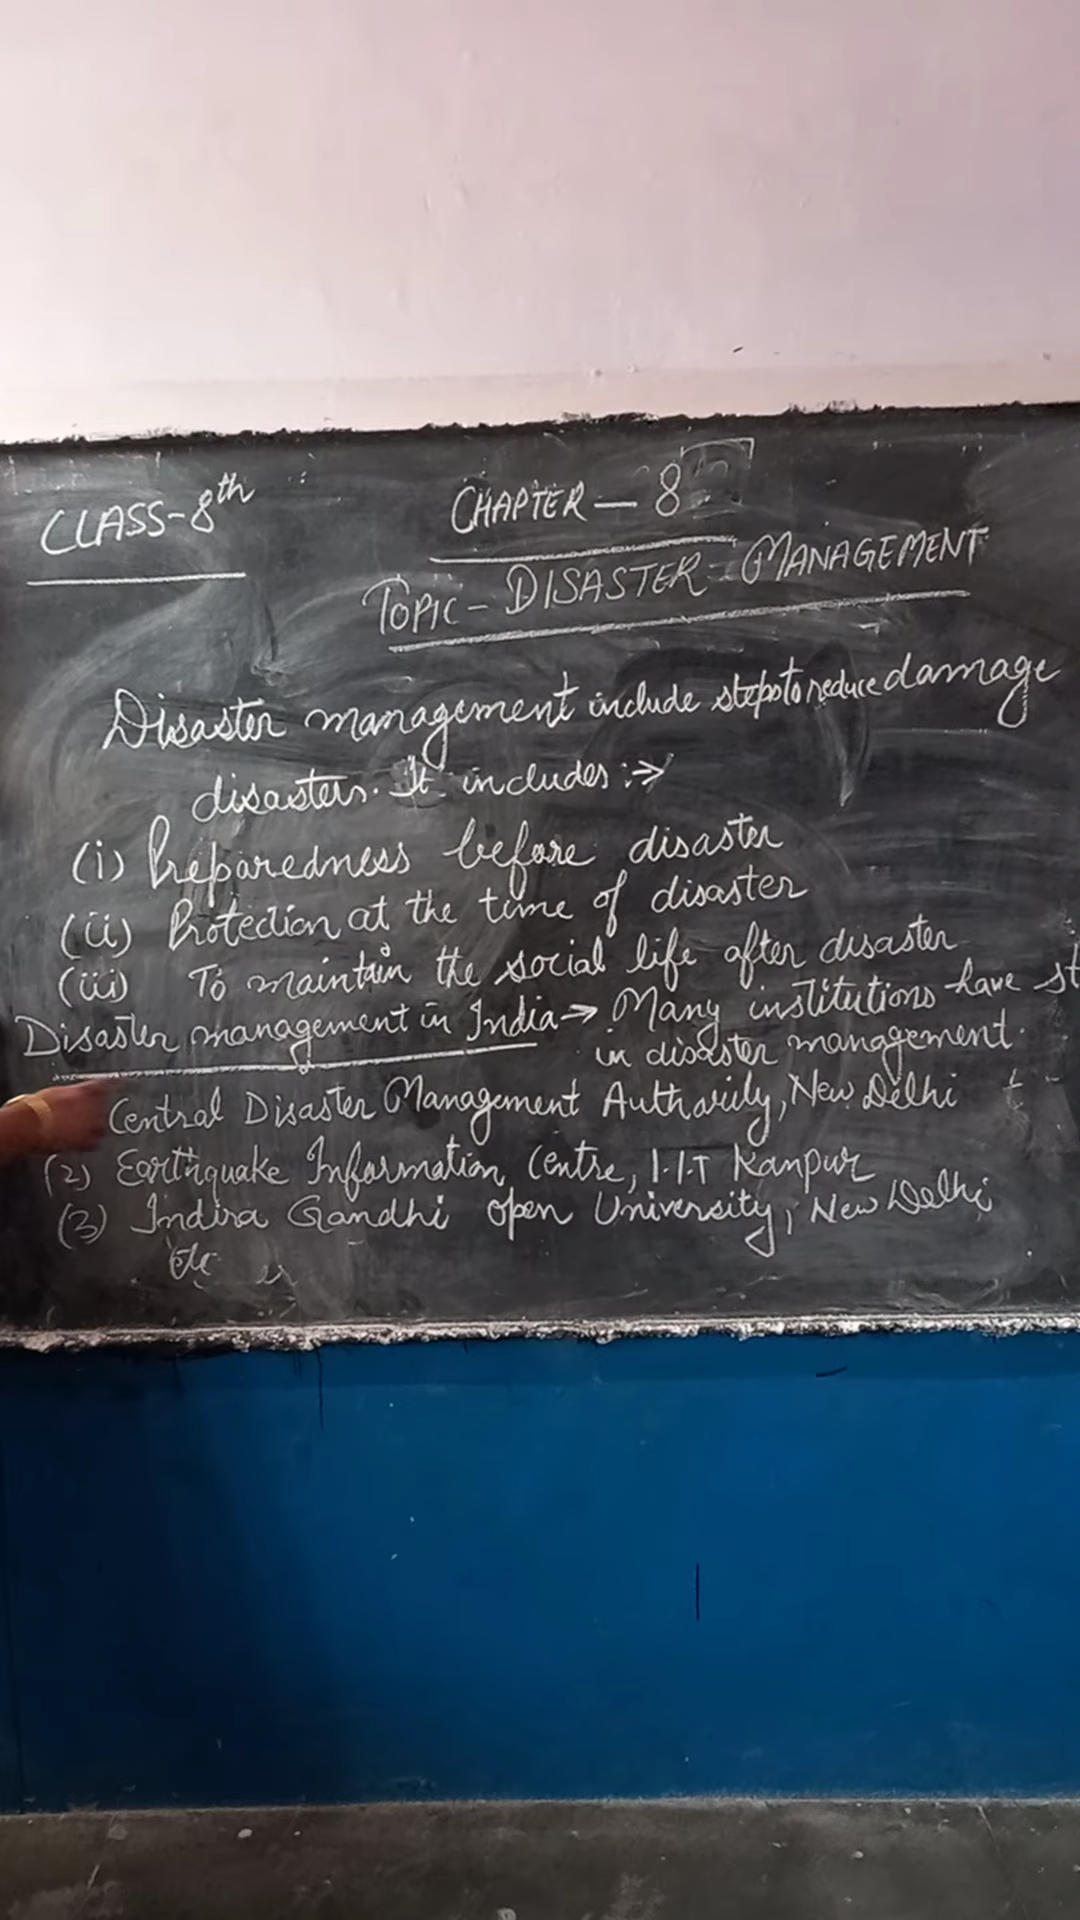 CLASS-8th
CHAPTER — 8
TOPIC - DISASTER - MANAGEMENT
Disaster management include steps to reduce damage
disasters. It includes :→
(i) Preparedness before disaster
(ii) Protection at the time of disaster
(iii) To maintain the social life after disaster
Disaster management in India → Many institutions have st
in disaster management.
Central Disaster Management Authority, New Delhi
(2) Earthquake Information Centre, I.I.T Kanpur
(3) Indira Gandhi open University, New Delhi
etc